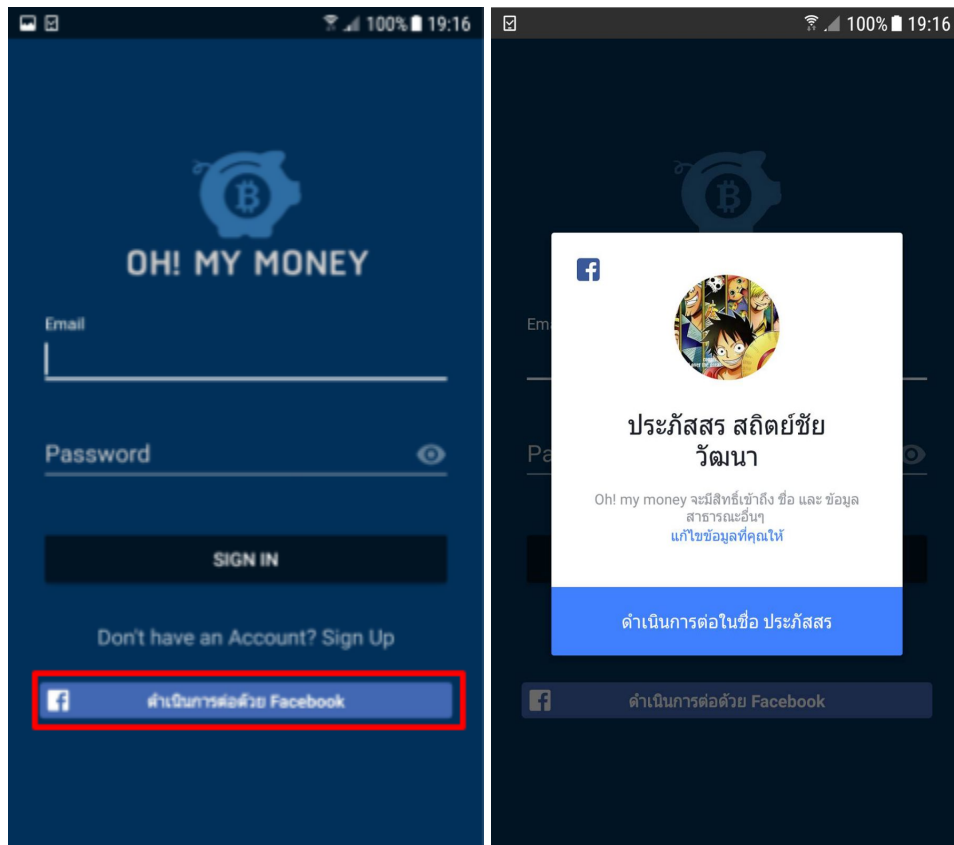 100% 19:16
B
OH! MY MONEY
Email
Password
SIGN IN
Don't have an Account? Sign Up
ดำเนินการต่อด้วย Facebook
100% 19:16
B
Em
Pa
ประภัสสร สถิตย์ชัย
วัฒนา
Oh! my money จะมีสิทธิ์เข้าถึง ชื่อ และ ข้อมูล
สาธารณะอื่นๆ
แก้ไขข้อมูลที่คุณให้
ดำเนินการต่อในชื่อ ประภัสสร
ดำเนินการต่อด้วย Facebook